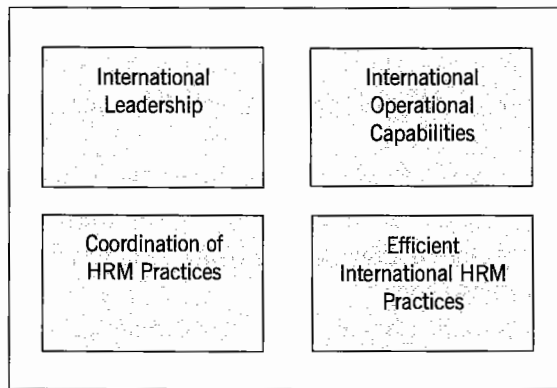 International
Leadership
International
Operational
Capabilities
Coordination of
HRM Practices
Efficient
International HRM
Practices